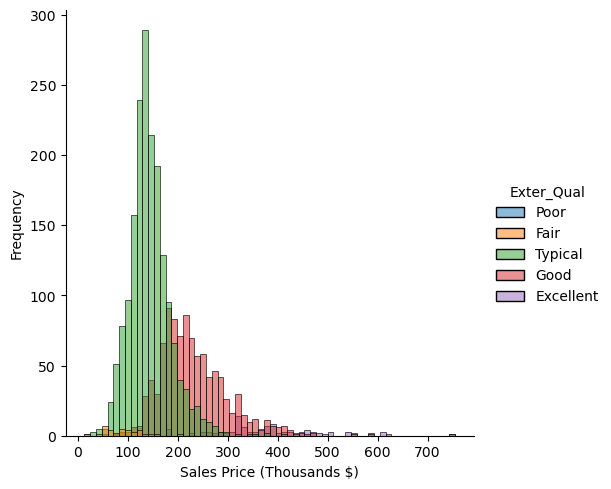 300
250
200
150
100
50
0
Frequency
0 100 200 300 400 500 600 700
Sales Price (Thousands $)
Exter_Qual
Poor
Fair
Typical
Good
Excellent